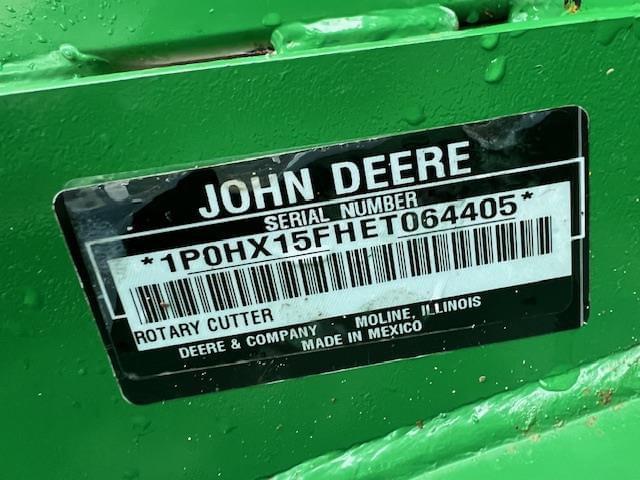 JOHN DEERE
SERIAL NUMBER
*1P0HX15FHET064405*
ROTARY CUTTER
DEERE & COMPANY MOLINE, ILLINOIS
MADE IN MEXICO